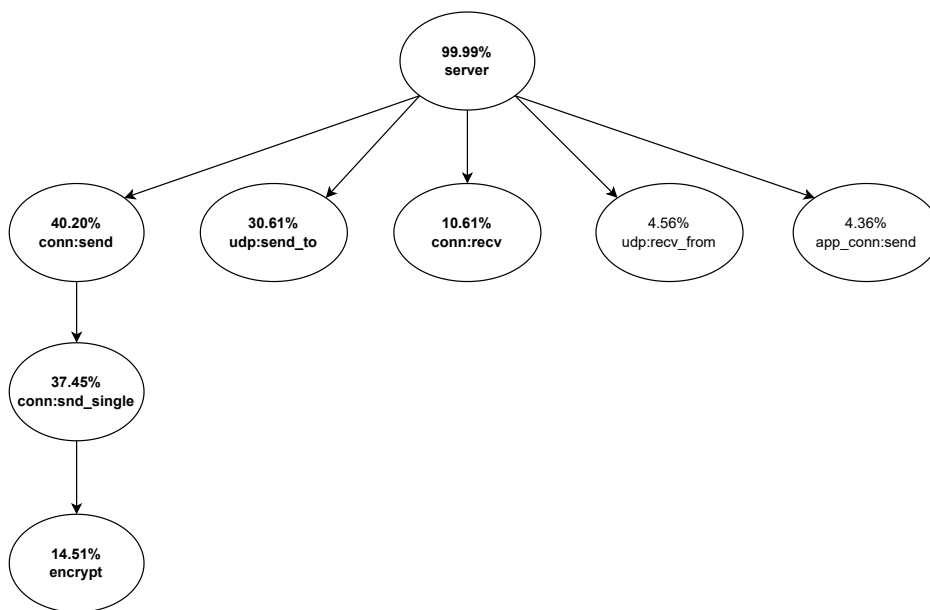 99.99%
server
40.20%
conn:send
30.61%
udp:send_to
10.61%
conn:recv
4.56%
udp:recv_from
4.36%
app_conn:send
37.45%
conn:snd_single
14.51%
encrypt